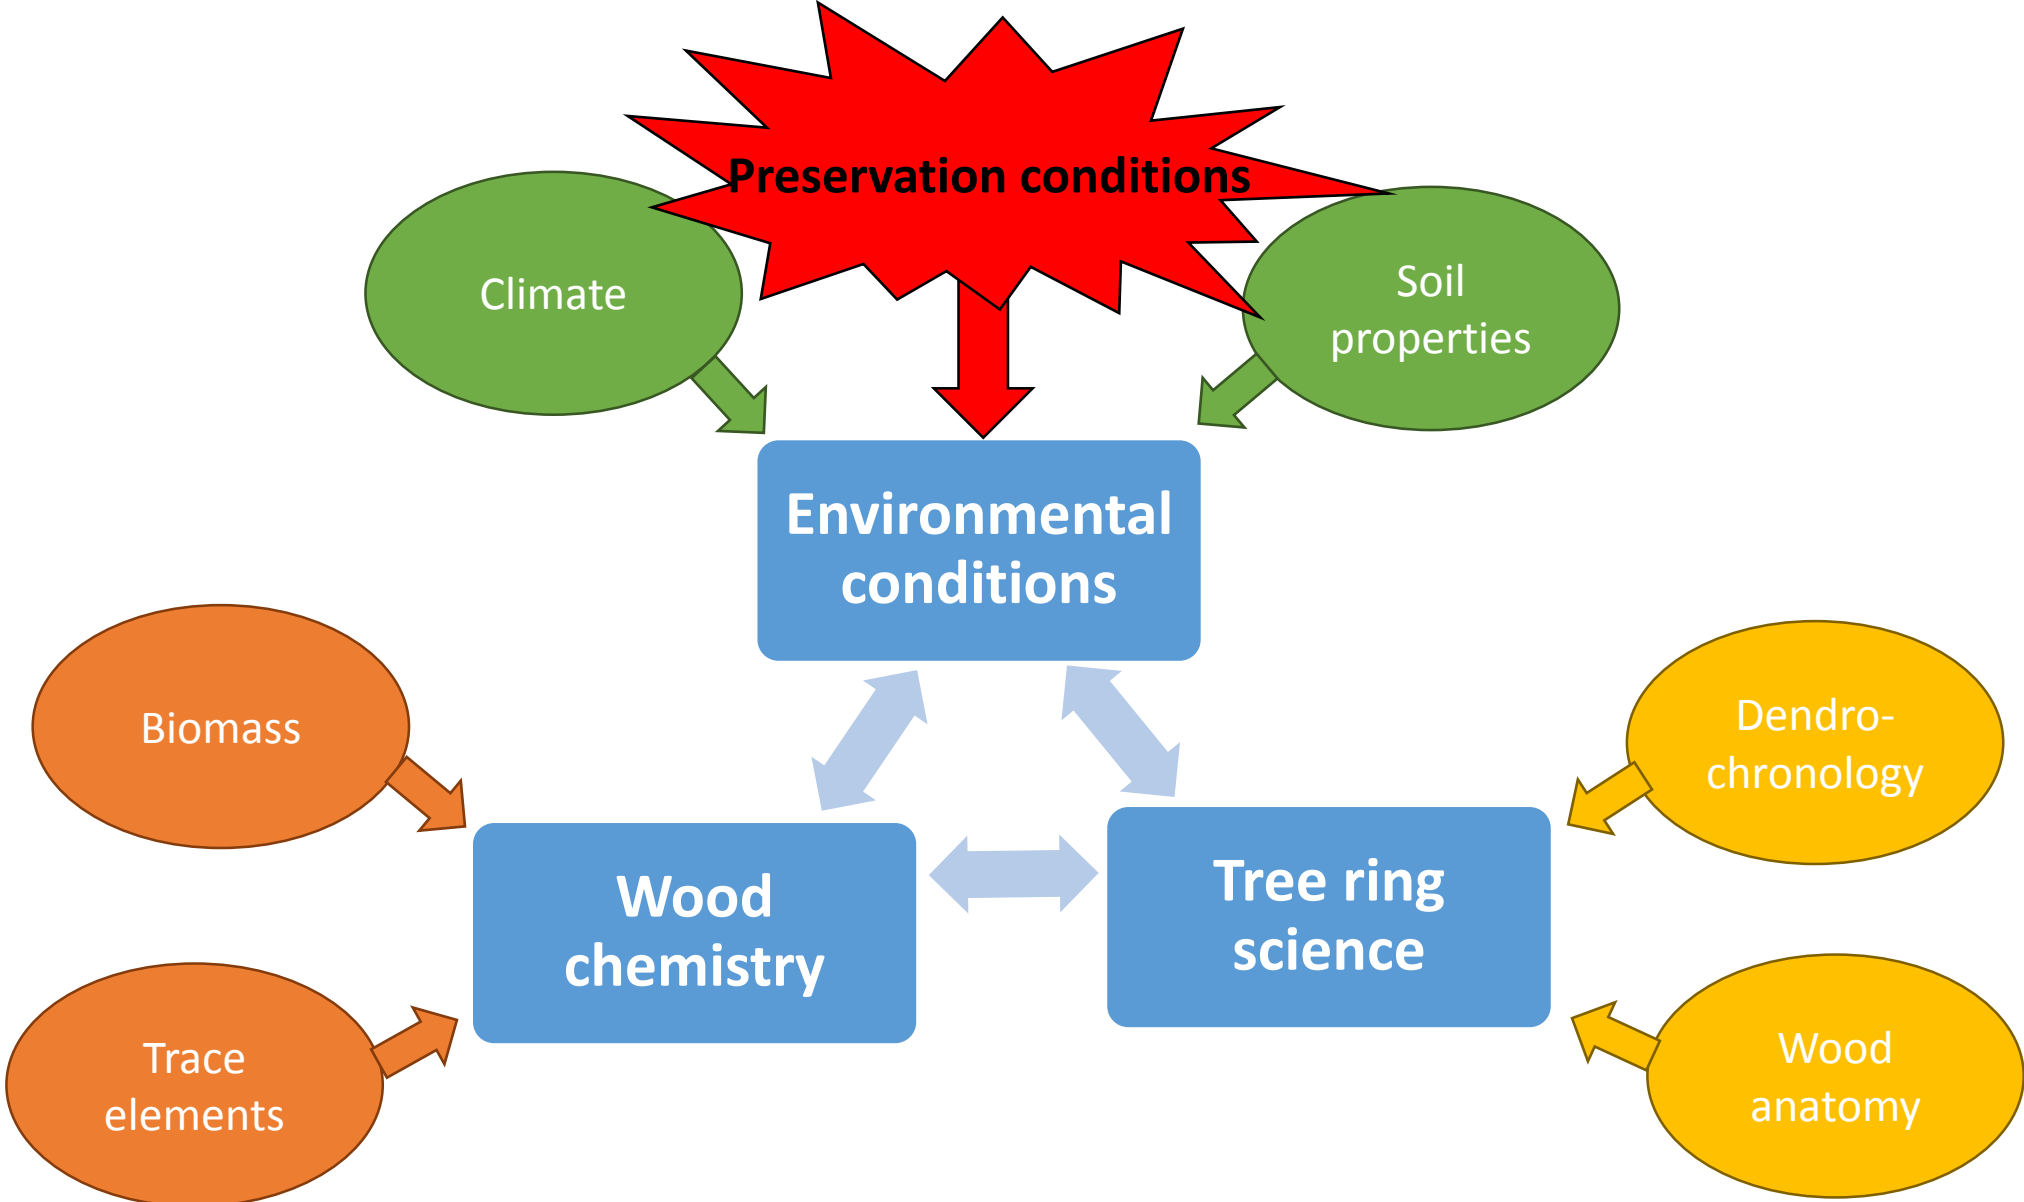 Preservation conditions
Climate
Soil
properties
Environmental
conditions
Biomass
Dendro-
chronology
Wood
chemistry
Tree ring
science
Trace
elements
Wood
anatomy